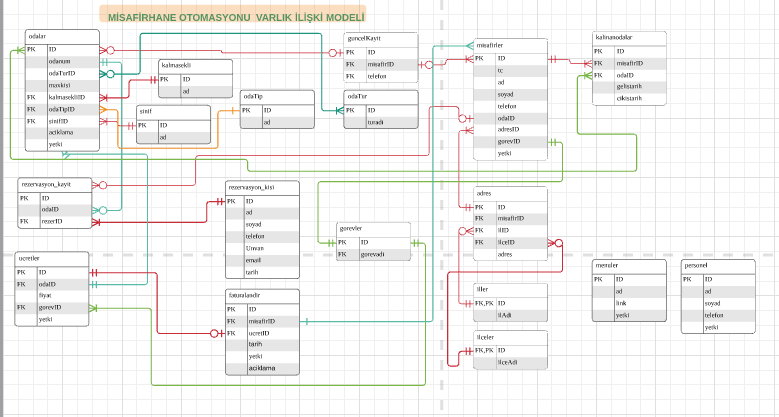 MİSAFİRHANE OTOMASYONU VARLIK İLİŞKİ MODELİ
odalar
PK ID
odanum
odaTurID
maxkisi
FK kalmasekliID
FK odaTipID
FK sinifID
aciklama
yetki
kalmasekli
PK ID
ad
sinif
PK ID
ad
odaTip
PK ID
ad
guncelKayit
PK ID
FK misafirID
FK telefon
odaTur
PK ID
toradi
misafirler
PK ID
tc
ad
soyad
telefon
FK odaID
FK adresID
FK gorevID
yetki
kalinanodalar
PK ID
FK misafirID
FK odaID
gelistarih
cikistarih
rezervasyon_kayit
PK ID
odaID
FK rezerID
rezervasyon_kisi
PK ID
ad
soyad
telefon
Unvan
email
tarih
gorevler
PK ID
FK gorevadi
adres
PK ID
FK misafirID
FK ilID
FK ilceID
adres
ucretler
PK ID
FK odaID
fiyat
FK gorevID
yetki
faturalandir
PK ID
FK misafirID
FK ucretID
tarih
yetki
aciklama
iller
FK,PK ID
ilAdi
ilceler
FK,PK ID
ilceAdi
menuler
PK ID
ad
link
yetki
personel
PK ID
ad
soyad
telefon
yetki